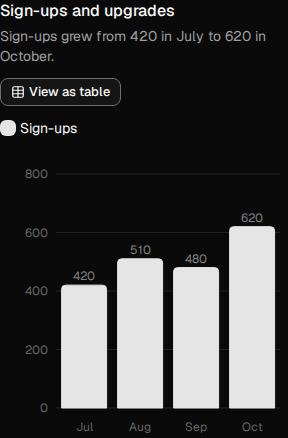 Sign-ups and upgrades
Sign-ups grew from 420 in July to 620 in
October.
View as table
Sign-ups
800
600
400
200
0
420
510
480
620
Jul
Aug
Sep
Oct